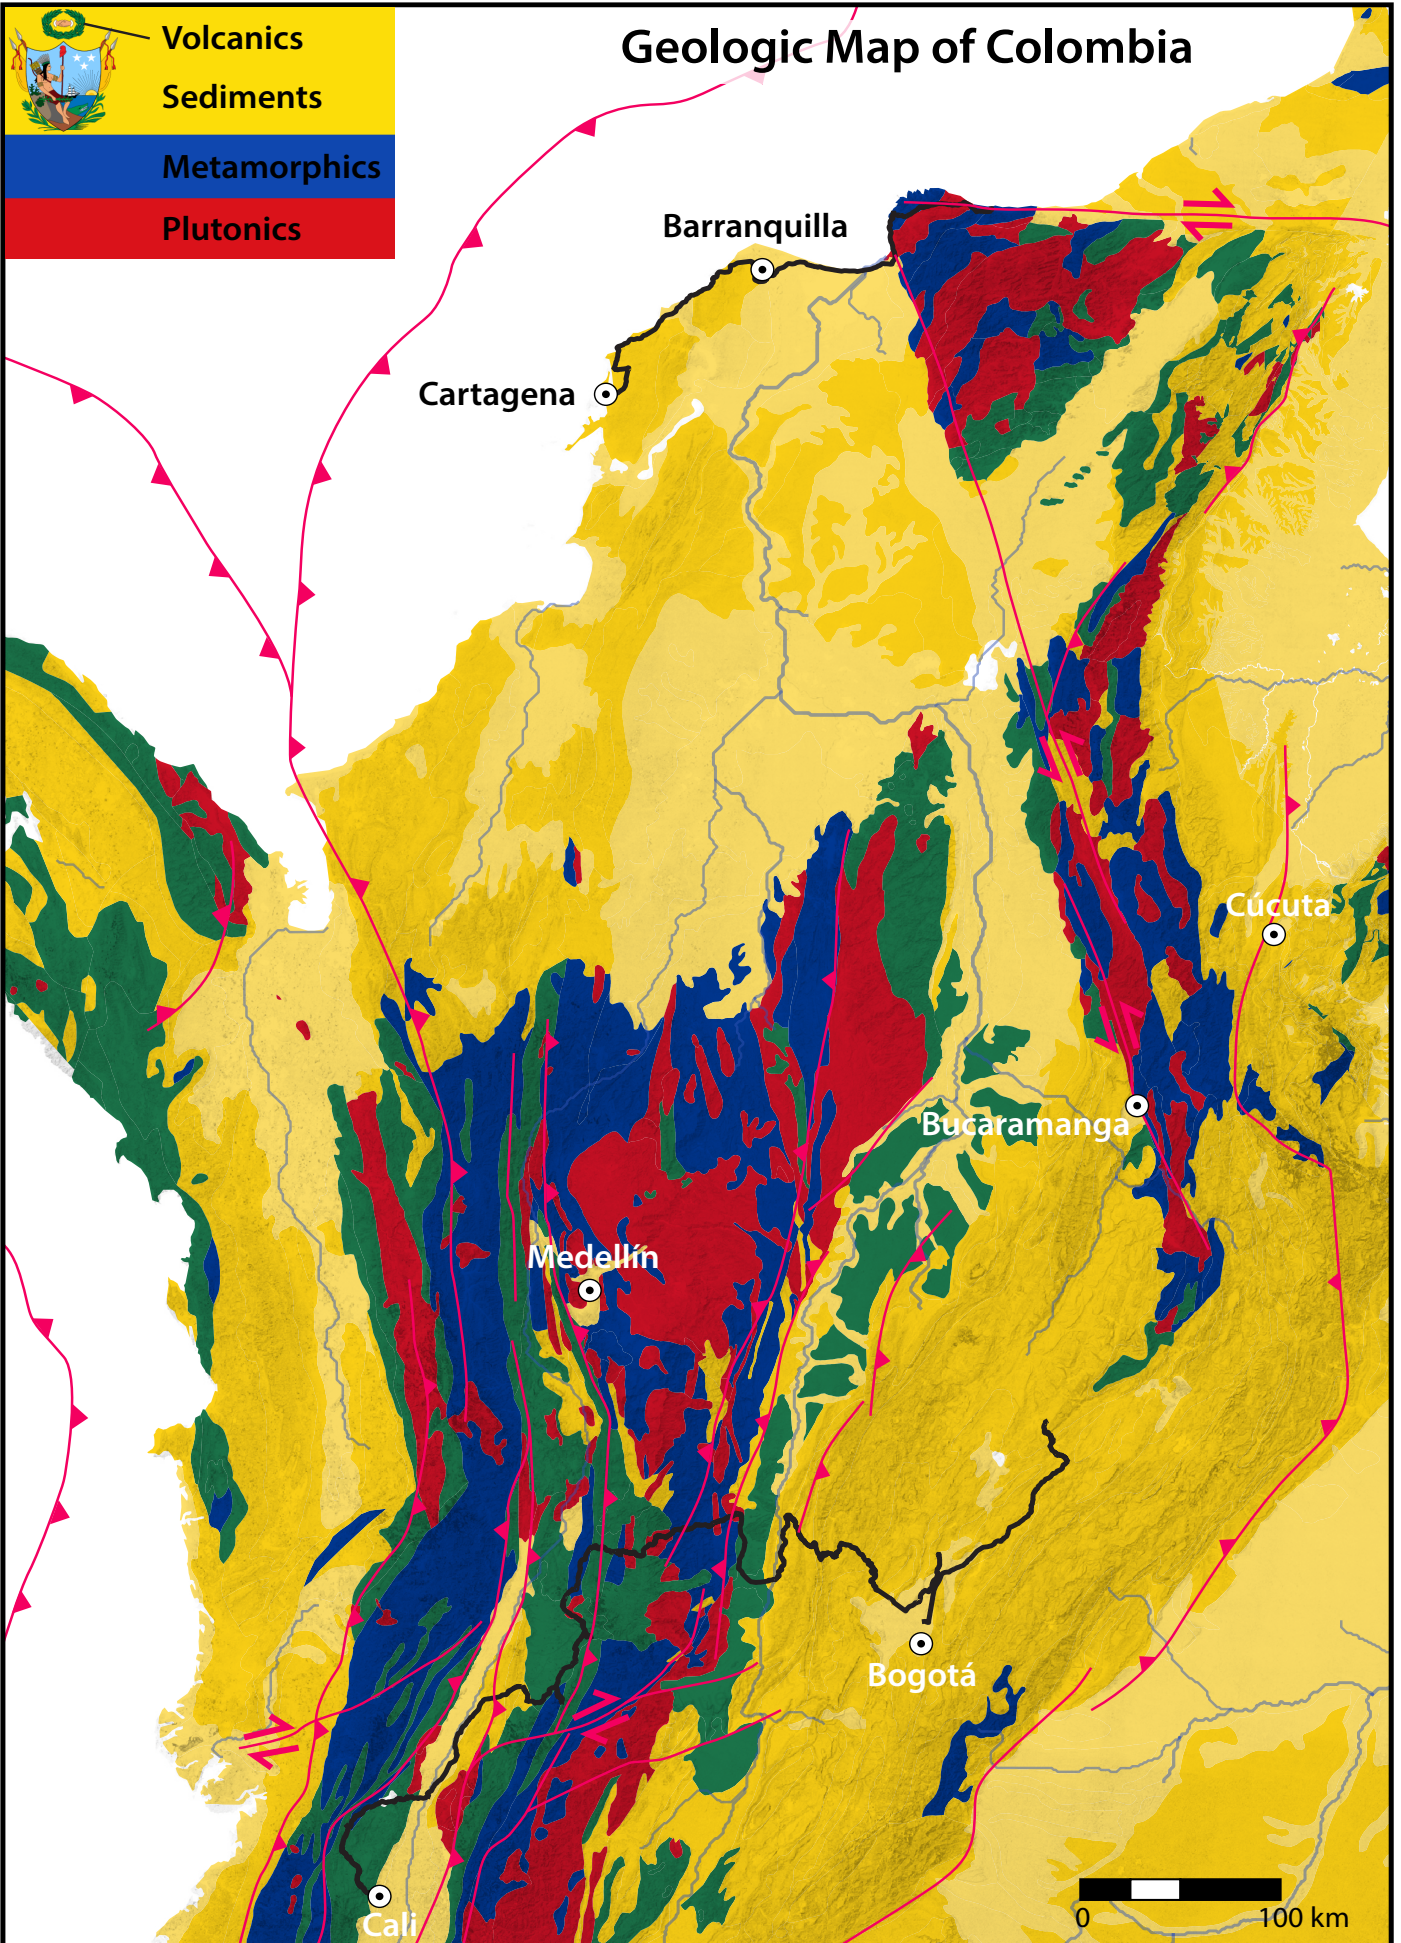 Volcanics
Sediments
Metamorphics
Plutonics
Geologic Map of Colombia
Barranquilla
Cartagena
Cúcuta
Bucaramanga
Medellín
Bogotá
Cali
0
100 km